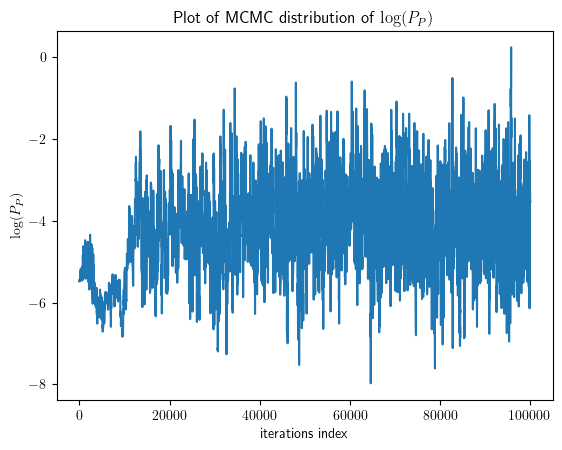 Plot of MCMC distribution of log(P_P)
log(P_P)
0
−2
−4
−6
−8
0 20000 40000 60000 80000 100000
iterations index